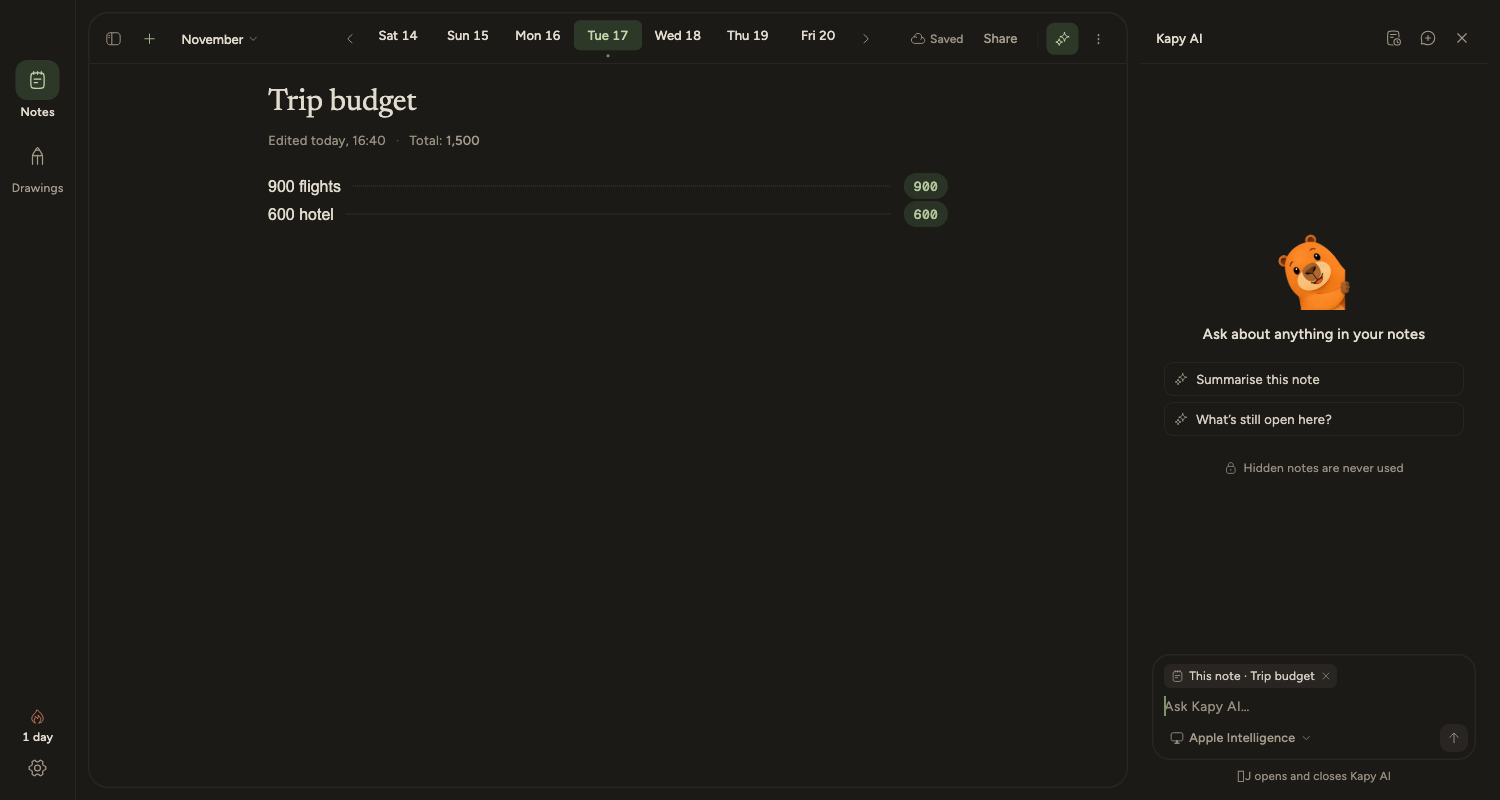 November
Sat 14
Sun 15
Mon 16
Tue 17
Wed 18
Thu 19
Fri 20
Saved
Share
Kapy AI
Notes
Drawings
Trip budget
Edited today, 16:40 · Total: 1,500
900 flights 900
600 hotel 600
Ask about anything in your notes
Summarise this note
What’s still open here?
Hidden notes are never used
This note · Trip budget
Ask Kapy AI...
Apple Intelligence
J opens and closes Kapy AI
1 day